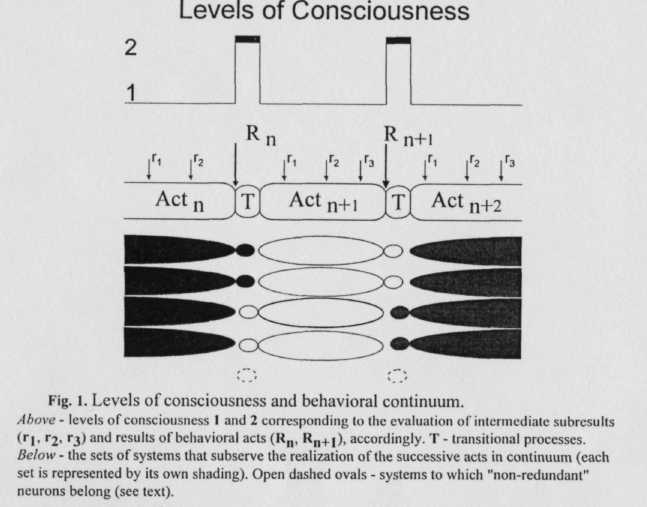 Levels of Consciousness
2
1
R n R n+1
r1 r2 r1 r2 r3 r1 r2 r3
Act n T Act n+1 T Act n+2
Fig. 1. Levels of consciousness and behavioral continuum.
Above - levels of consciousness 1 and 2 corresponding to the evaluation of intermediate subresults
(r1, r2, r3) and results of behavioral acts (Rn, Rn+1), accordingly. T - transitional processes.
Below - the sets of systems that subserve the realization of the successive acts in continuum (each
set is represented by its own shading). Open dashed ovals - systems to which "non-redundant"
neurons belong (see text).